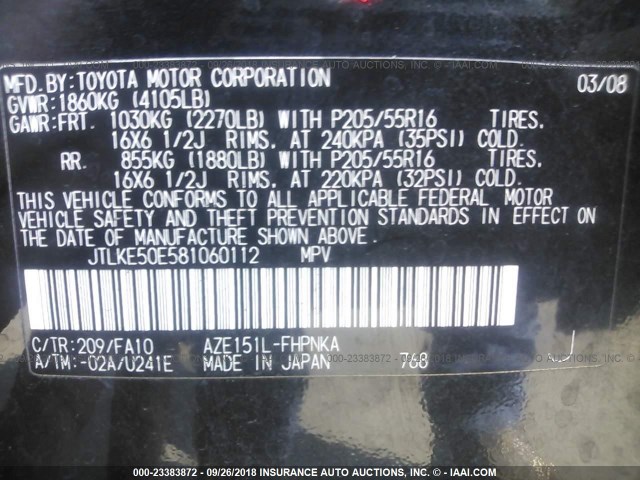 MFD.BY:TOYOTA MOTOR CORPORATION 03/08
GVWR:1860KG (4105LB)
GAWR:FRT. 1030KG (2270LB) WITH P205/55R16 TIRES.
16X6 1/2J RIMS. AT 240KPA (35PSI) COLD.
RR. 855KG (1880LB) WITH P205/55R16 TIRES.
16X6 1/2J RIMS. AT 220KPA (32PSI) COLD.
THIS VEHICLE CONFORMS TO ALL APPLICABLE FEDERAL MOTOR
VEHICLE SAFETY AND THEFT PREVENTION STANDARDS IN EFFECT ON
THE DATE OF MANUFACTURE SHOWN ABOVE.
JTLKE50E581060112 MPV
C/TR:209/FA10 AZE151L-FHPNKA
A/TM:-02A/U241E MADE IN JAPAN 768 J
000-23383872 - 09/26/2018 INSURANCE AUTO AUCTIONS (C) - IAAI.COM